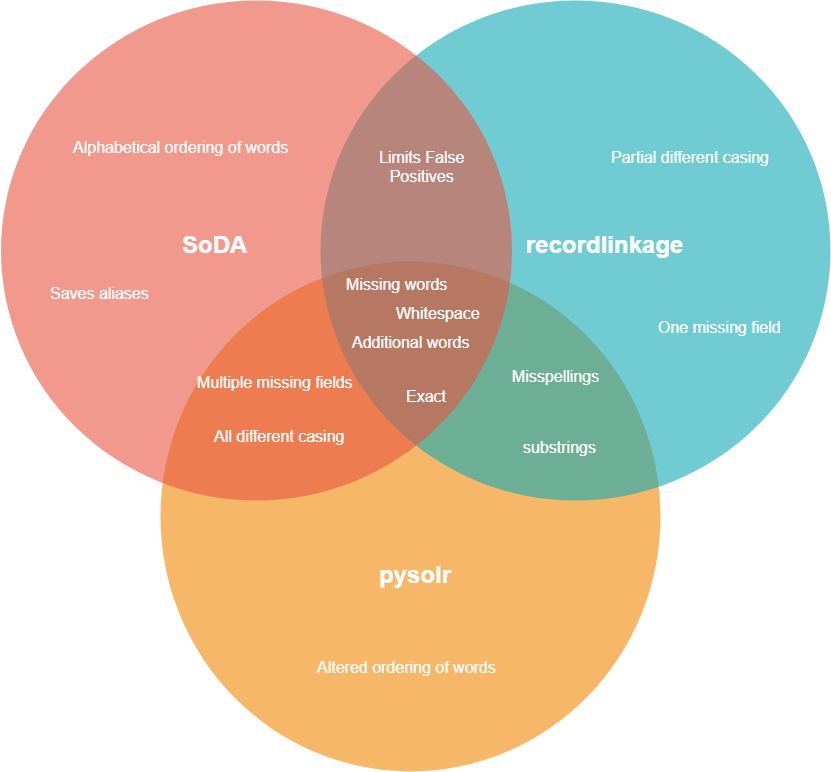 Alphabetical ordering of words
Limits False
Positives
Partial different casing
SoDA
recordlinkage
Missing words
Saves aliases
Whitespace
One missing field
Additional words
Misspellings
Multiple missing fields
Exact
All different casing
substrings
pysolr
Altered ordering of words